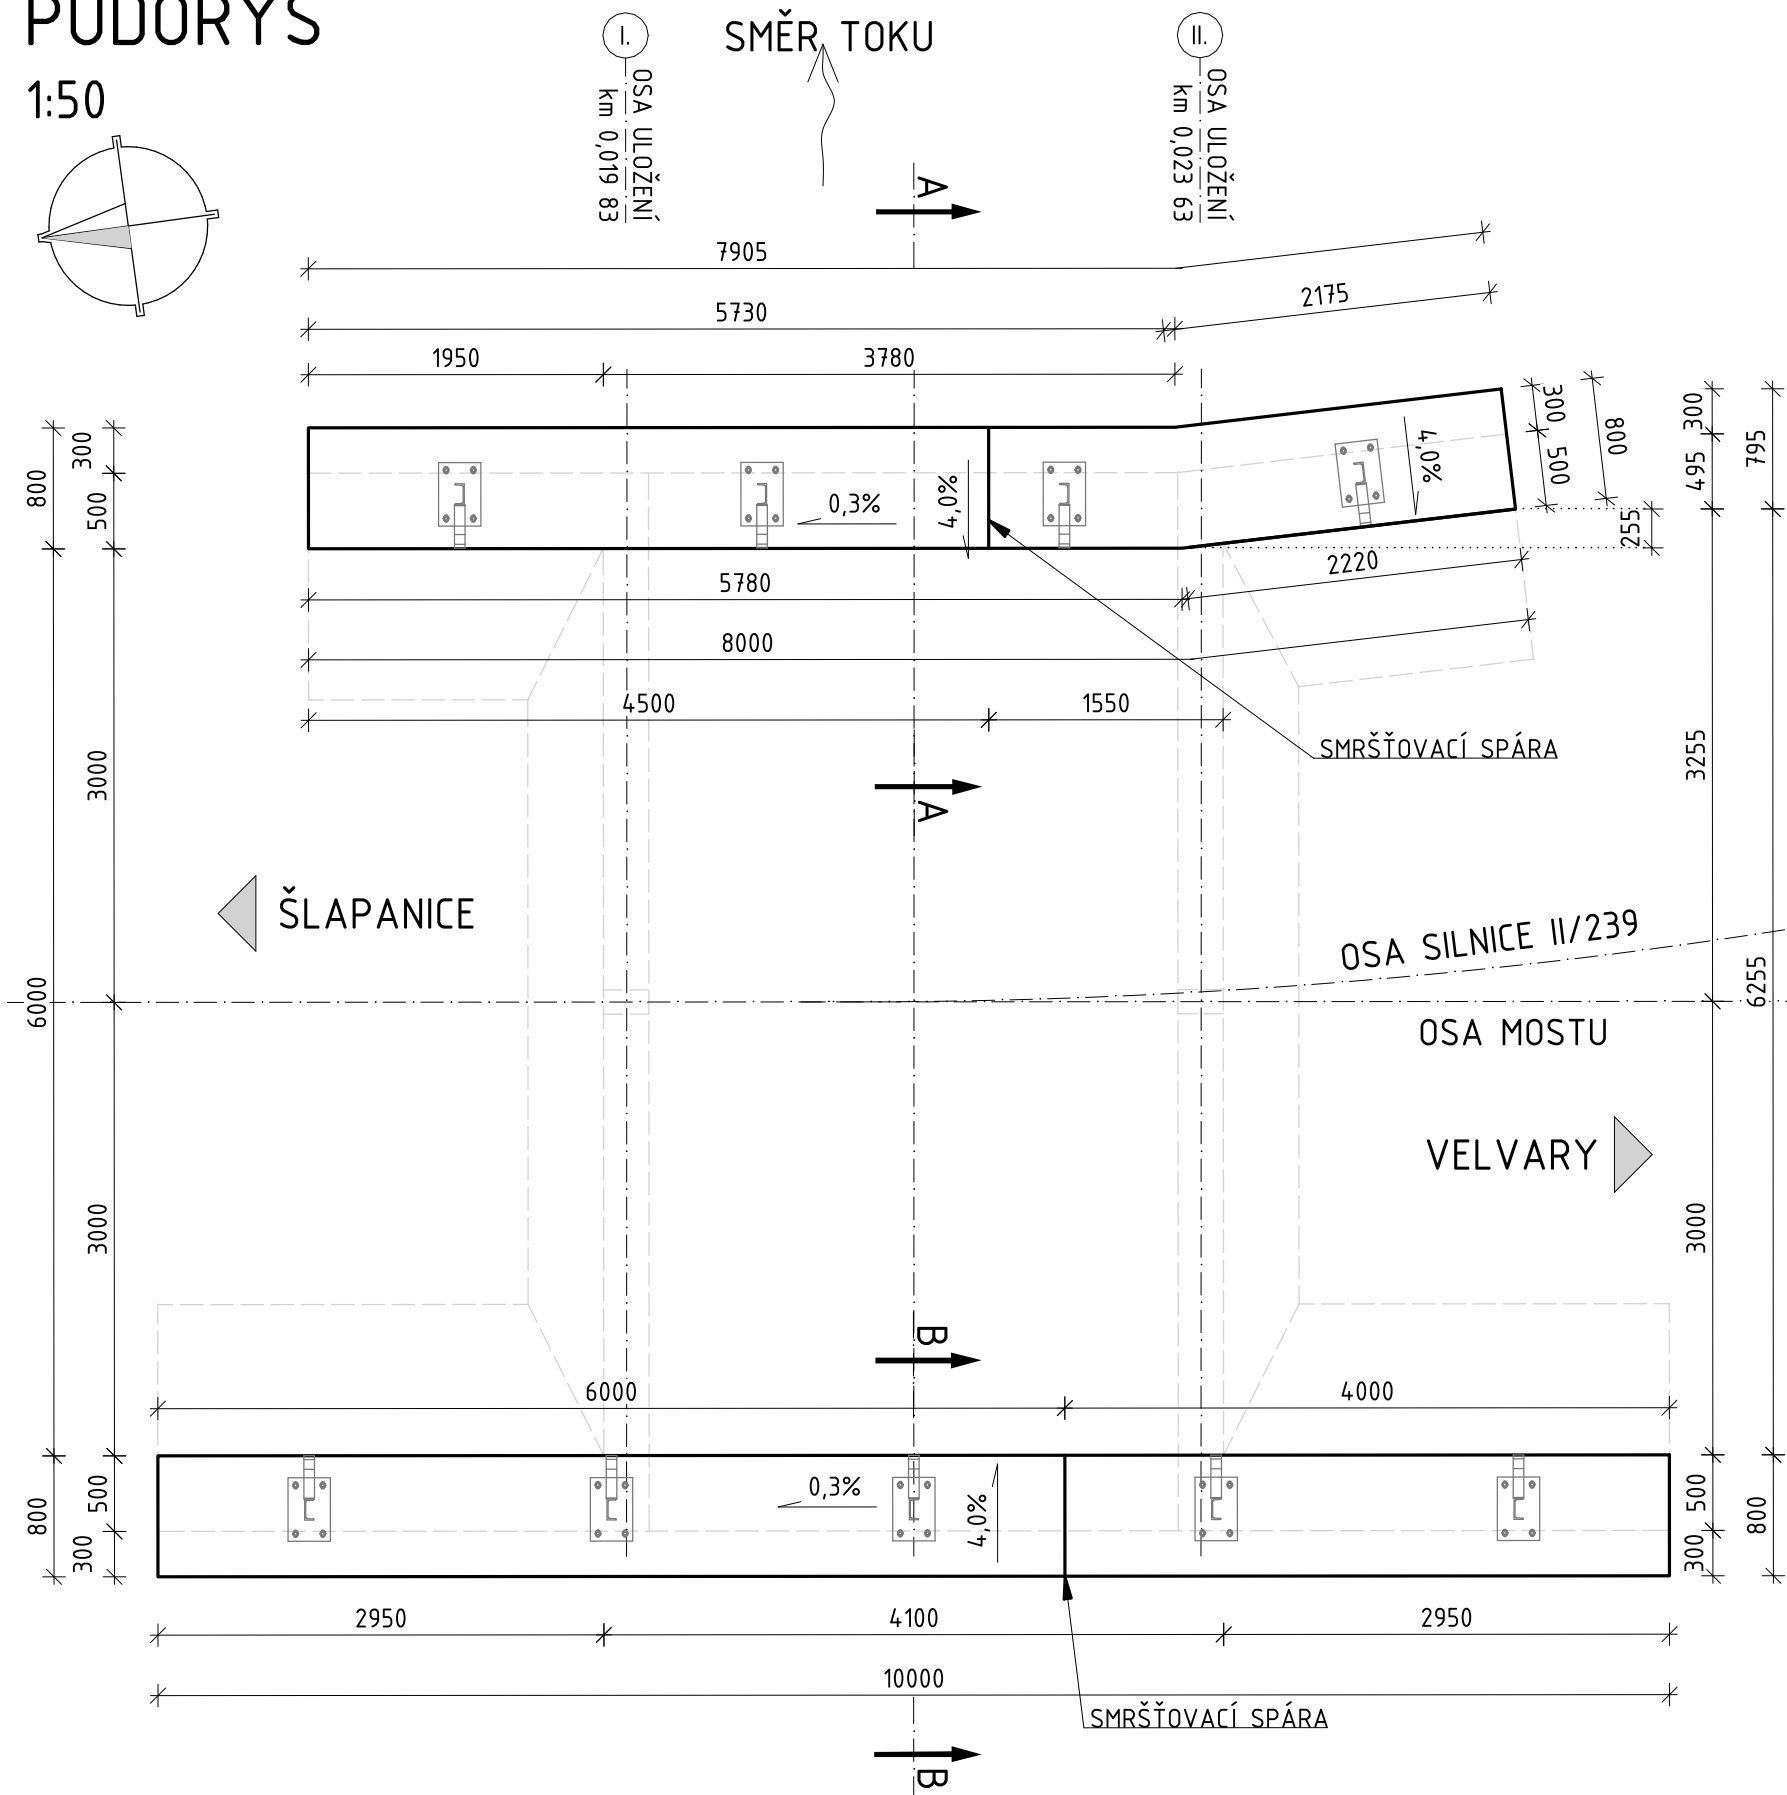 PŮDORYS
1:50
I.
OSA ULOŽENÍ
km 0,019 83
SMĚR TOKU
II.
OSA ULOŽENÍ
km 0,023 63
A
7905
5730
2175
1950
3780
300
800
500
300
500
800
300
495
795
255
4,0%
0,3%
4,0%
5780
2220
8000
4500
1550
SMRŠŤOVACÍ SPÁRA
3000
3255
A
ŠLAPANICE
OSA SILNICE II/239
6000
6255
OSA MOSTU
VELVARY
3000
3000
B
6000
4000
500
800
300
0,3%
4,0%
500
800
300
2950
4100
2950
10000
SMRŠŤOVACÍ SPÁRA
B